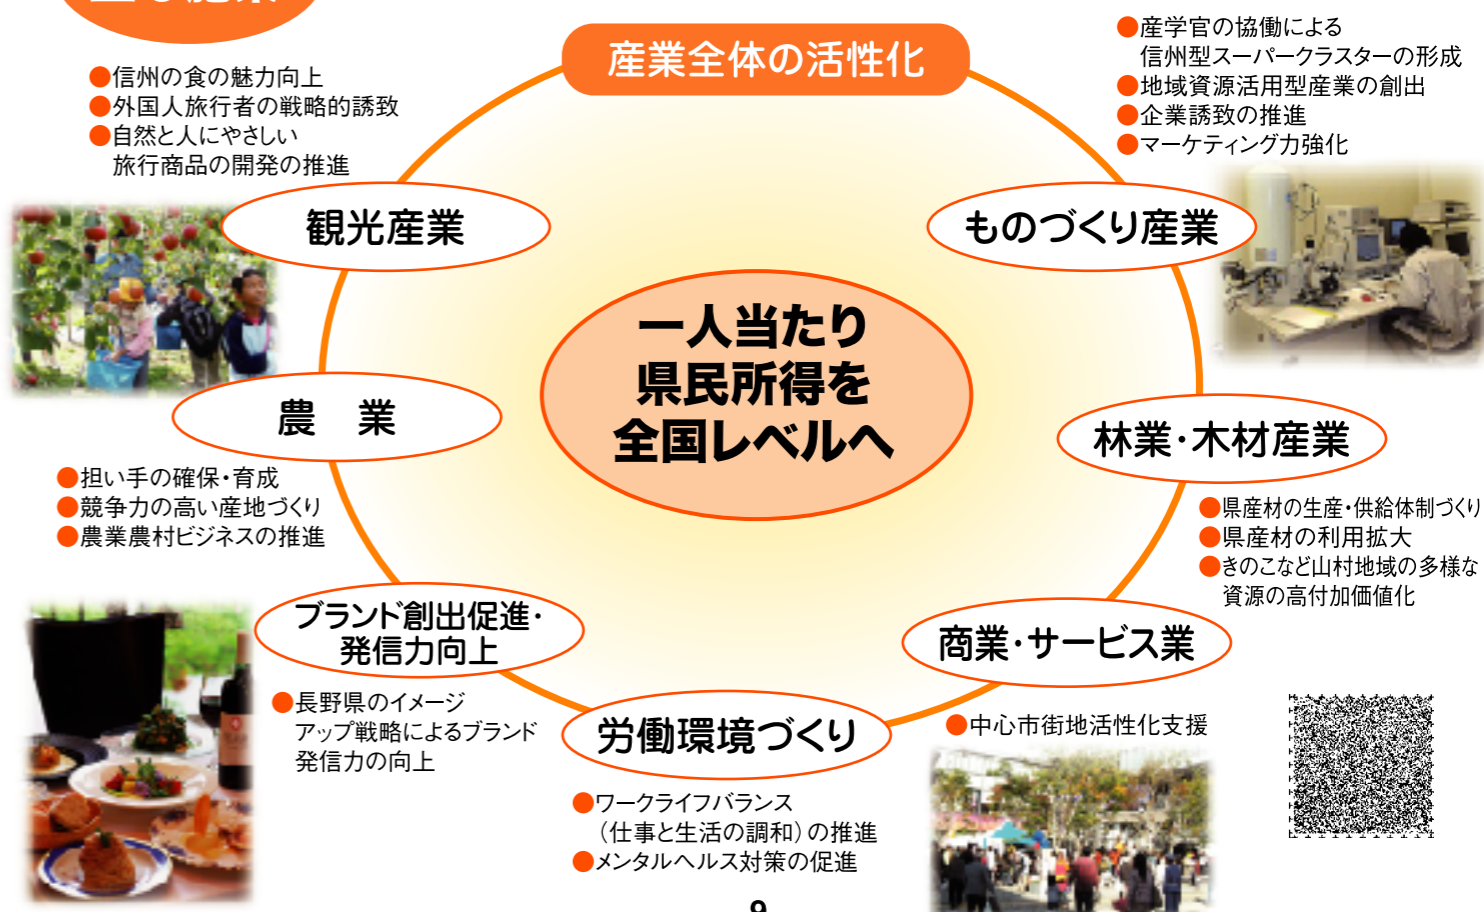 産業全体の活性化
●信州の食の魅力向上
●外国人旅行者の戦略的誘致
●自然と人にやさしい
旅行商品の開発の推進
観光産業
●産学官の協働による
信州型スーパークラスターの形成
●地域資源活用型産業の創出
●企業誘致の推進
●マーケティング力強化
ものづくり産業
一人当たり
県民所得を
全国レベルへ
農　業
●担い手の確保・育成
●競争力の高い産地づくり
●農業農村ビジネスの推進
林業・木材産業
●県産材の生産・供給体制づくり
●県産材の利用拡大
●きのこなど山村地域の多様な
資源の高付加価値化
ブランド創出促進・
発信力向上
●長野県のイメージ
アップ戦略によるブランド
発信力の向上
商業・サービス業
●中心市街地活性化支援
労働環境づくり
●ワークライフバランス
（仕事と生活の調和）の推進
●メンタルヘルス対策の促進
9